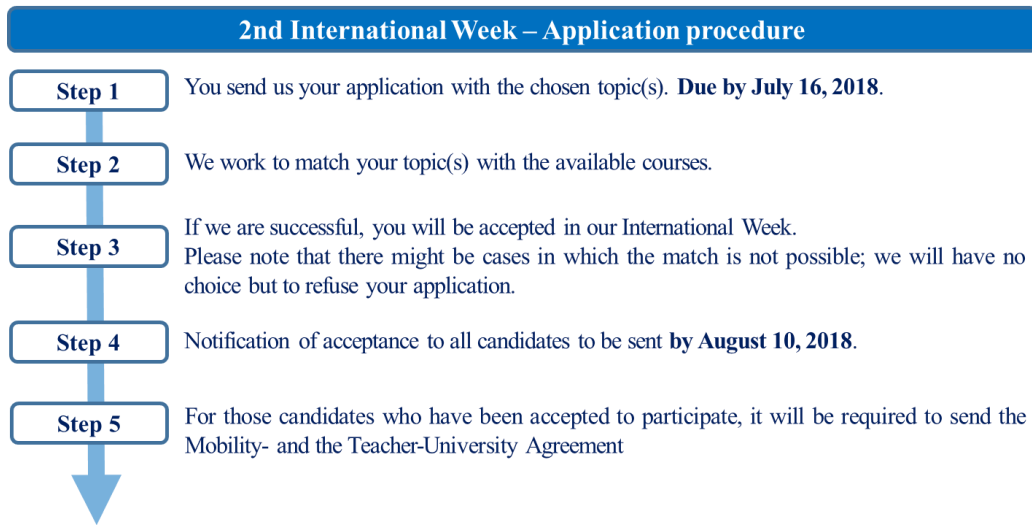 2nd International Week – Application procedure
Step 1
You send us your application with the chosen topic(s). Due by July 16, 2018.
Step 2
We work to match your topic(s) with the available courses.
Step 3
If we are successful, you will be accepted in our International Week.
Please note that there might be cases in which the match is not possible; we will have no
choice but to refuse your application.
Step 4
Notification of acceptance to all candidates to be sent by August 10, 2018.
Step 5
For those candidates who have been accepted to participate, it will be required to send the
Mobility- and the Teacher-University Agreement